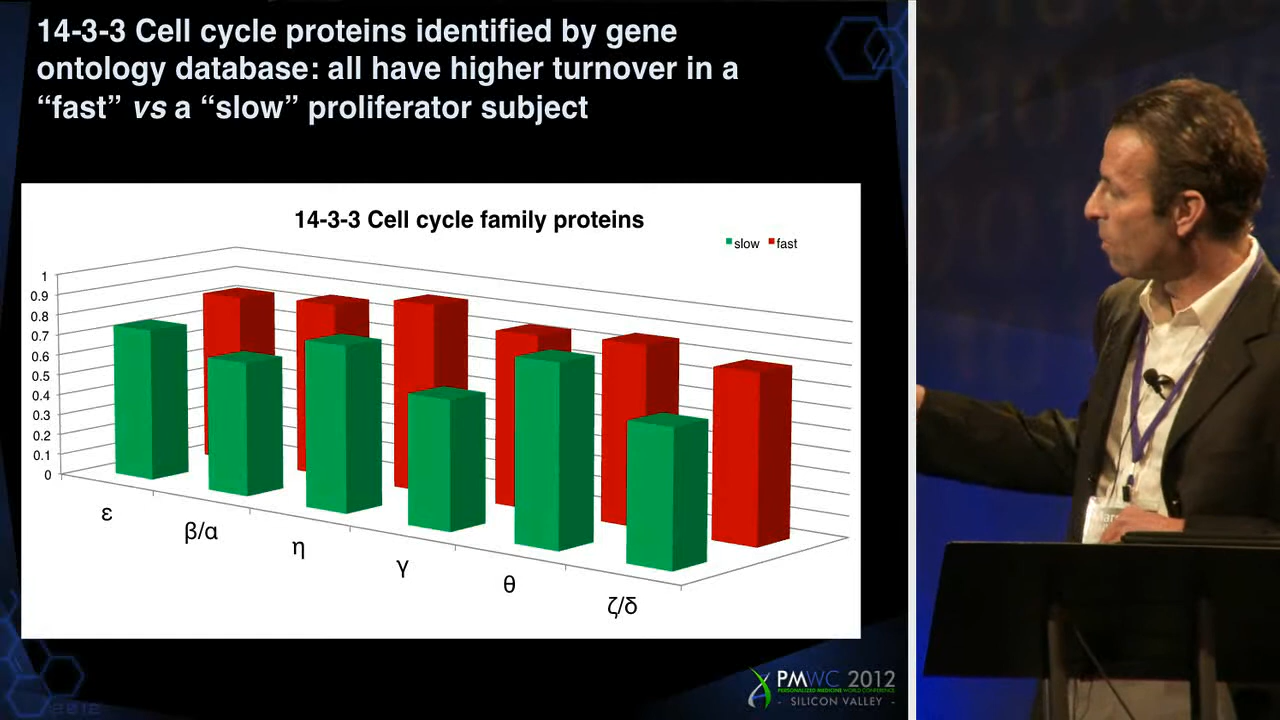 14-3-3 Cell cycle proteins identified by gene
ontology database: all have higher turnover in a
“fast” vs a “slow” proliferator subject
14-3-3 Cell cycle family proteins
slow fast
1
0.9
0.8
0.7
0.6
0.5
0.4
0.3
0.2
0.1
0
ε
β/α
η
γ
θ
ζ/δ
PMWC 2012
PERSONALIZED MEDICINE WORLD CONFERENCE
- SILICON VALLEY -
2012